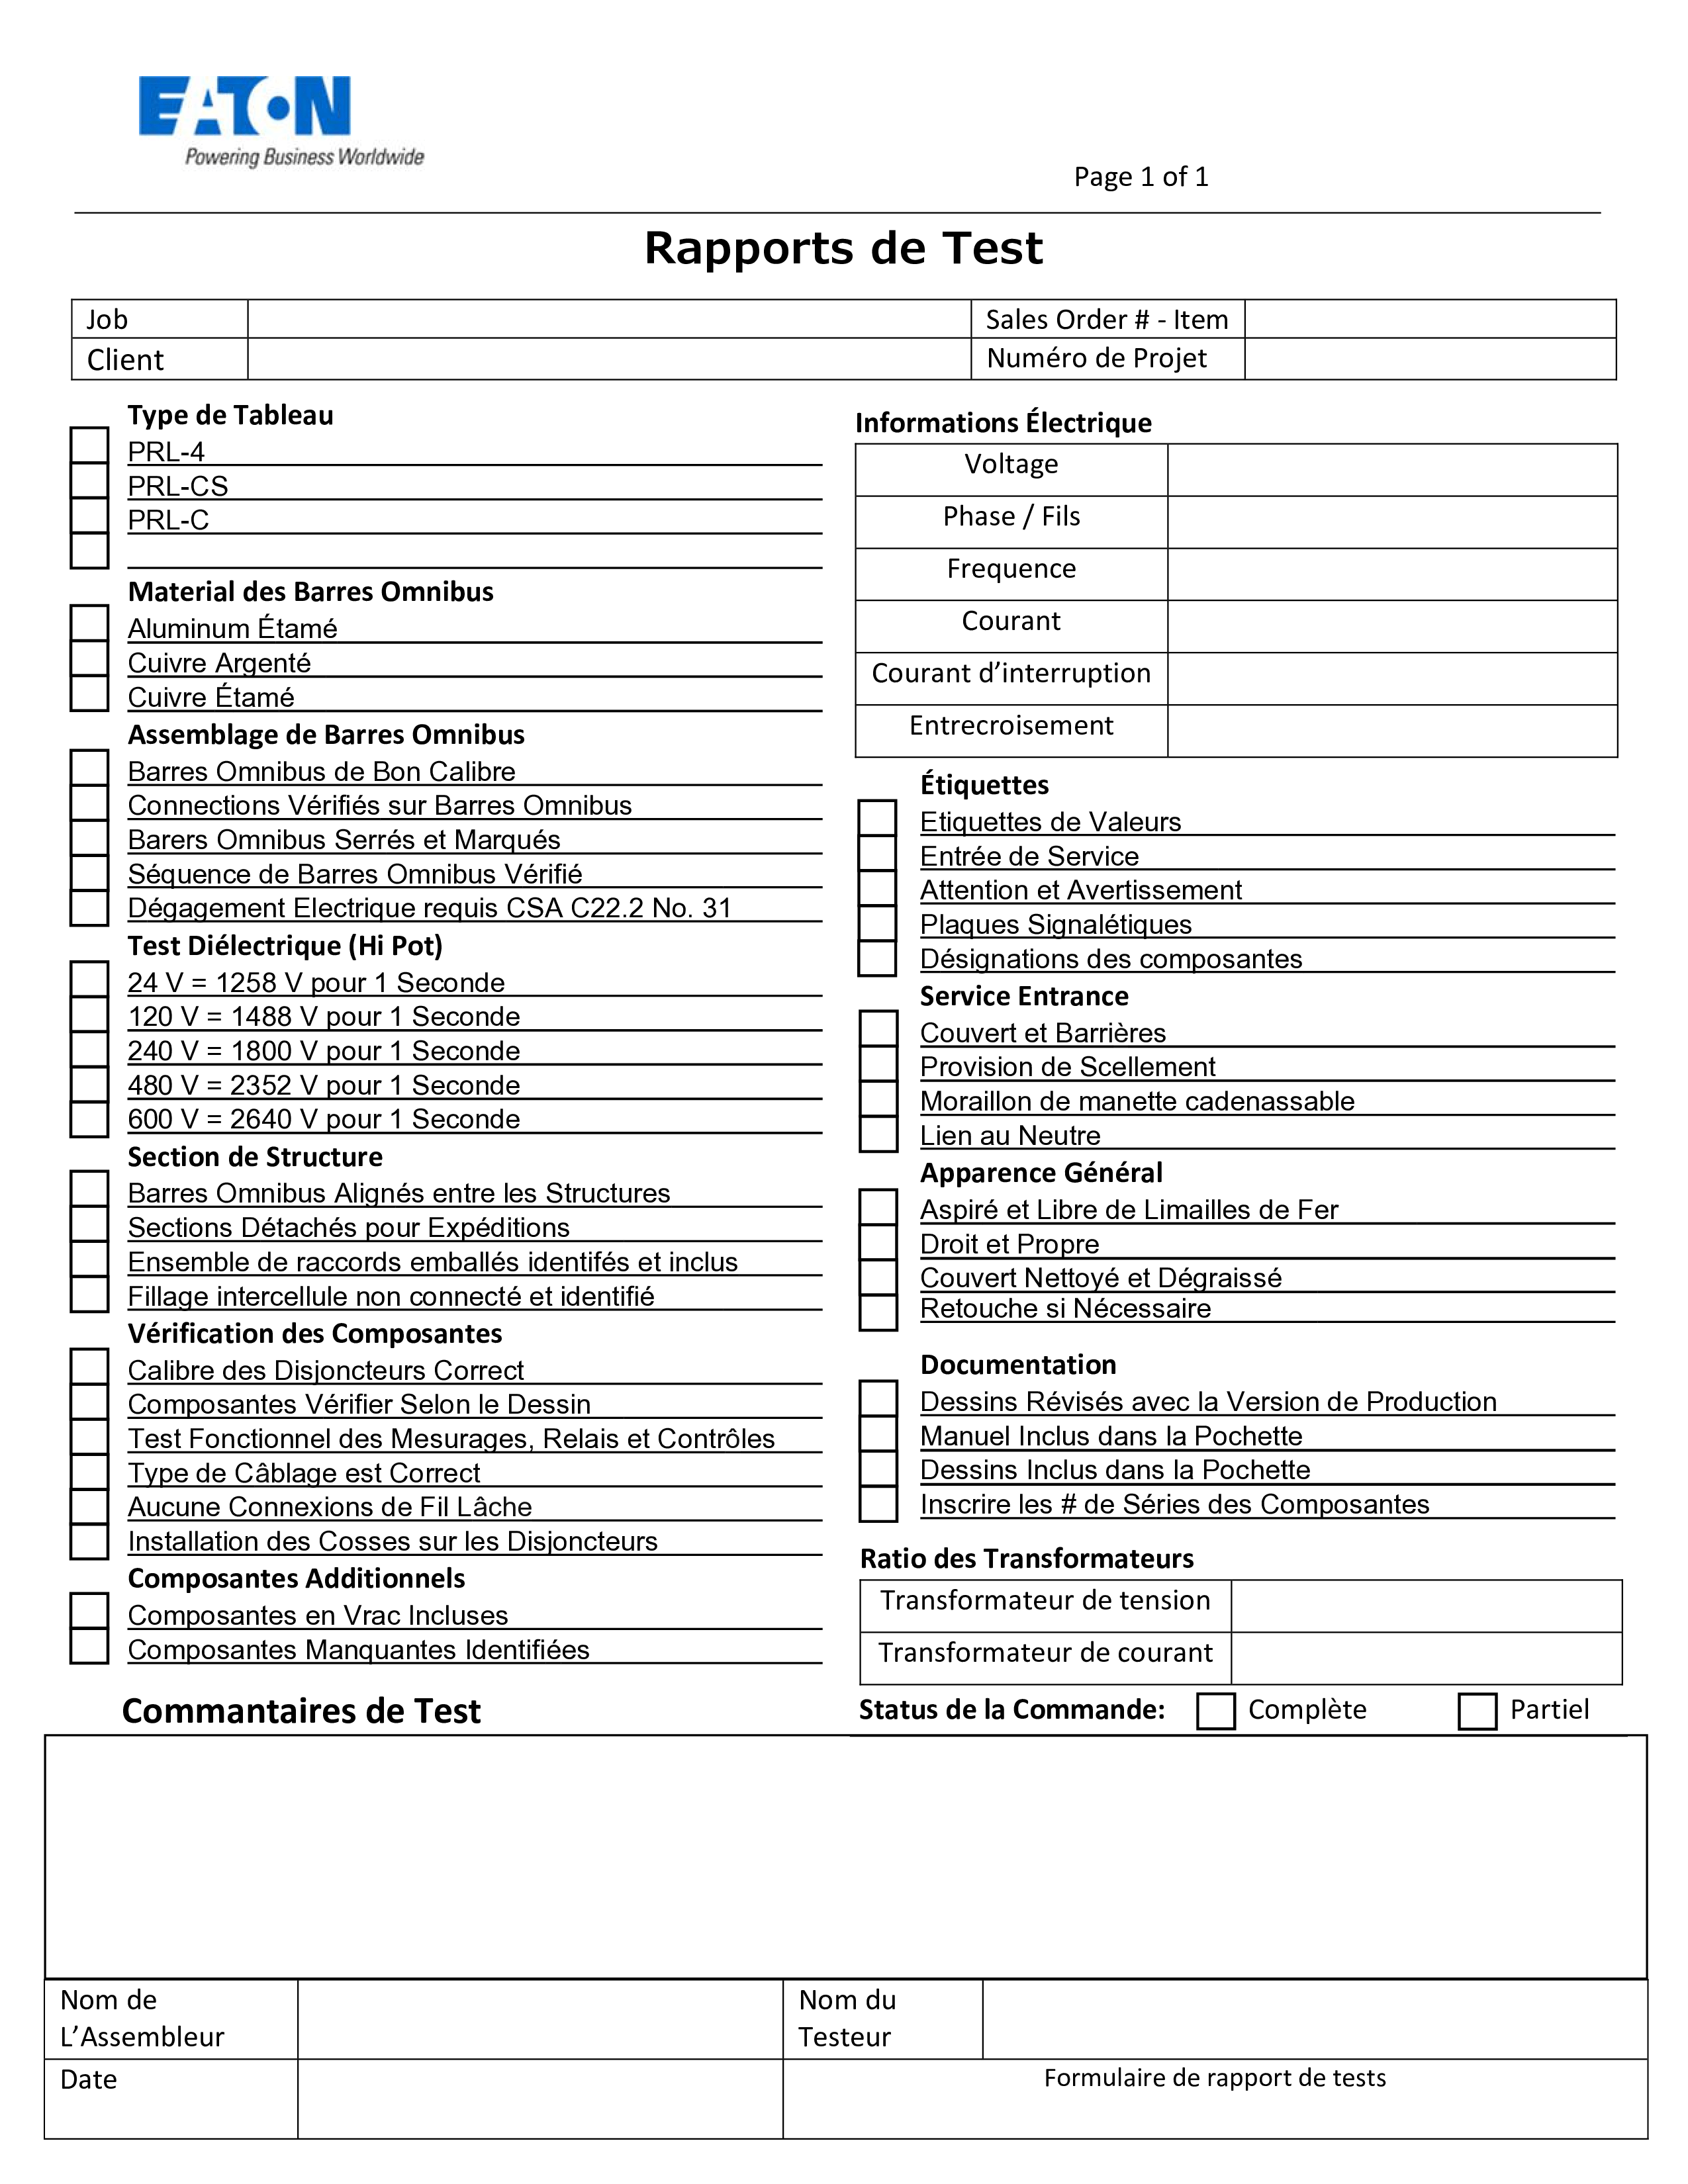 EATON
Powering Business Worldwide
Page 1 of 1
Rapports de Test
Job
Sales Order # - Item
Client
Numéro de Projet
Type de Tableau
PRL-4
PRL-CS
PRL-C
Material des Barres Omnibus
Aluminum Étamé
Cuivre Argenté
Cuivre Étamé
Assemblage de Barres Omnibus
Barres Omnibus de Bon Calibre
Connections Vérifiés sur Barres Omnibus
Barers Omnibus Serrés et Marqués
Séquence de Barres Omnibus Vérifié
Dégagement Electrique requis CSA C22.2 No. 31
Test Diélectrique (Hi Pot)
24 V = 1258 V pour 1 Seconde
120 V = 1488 V pour 1 Seconde
240 V = 1800 V pour 1 Seconde
480 V = 2352 V pour 1 Seconde
600 V = 2640 V pour 1 Seconde
Section de Structure
Barres Omnibus Alignés entre les Structures
Sections Détachés pour Expéditions
Ensemble de raccords emballés identifés et inclus
Fillage intercellule non connecté et identifié
Vérification des Composantes
Calibre des Disjoncteurs Correct
Composantes Vérifier Selon le Dessin
Test Fonctionnel des Mesurages, Relais et Contrôles
Type de Câblage est Correct
Aucune Connexions de Fil Lâche
Installation des Cosses sur les Disjoncteurs
Composantes Additionnels
Composantes en Vrac Incluses
Composantes Manquantes Identifiées
Informations Électrique
Voltage
Phase / Fils
Frequence
Courant
Courant d’interruption
Entrecroisement
Étiquettes
Etiquettes de Valeurs
Entrée de Service
Attention et Avertissement
Plaques Signalétiques
Désignations des composantes
Service Entrance
Couvert et Barrières
Provision de Scellement
Moraillon de manette cadenassable
Lien au Neutre
Apparence Général
Aspiré et Libre de Limailles de Fer
Droit et Propre
Couvert Nettoyé et Dégraissé
Retouche si Nécessaire
Documentation
Dessins Révisés avec la Version de Production
Manuel Inclus dans la Pochette
Dessins Inclus dans la Pochette
Inscrire les # de Séries des Composantes
Ratio des Transformateurs
Transformateur de tension
Transformateur de courant
Status de la Commande: Complète Partiel
Commantaires de Test
Nom de
L’Assembleur
Nom du
Testeur
Date
Formulaire de rapport de tests